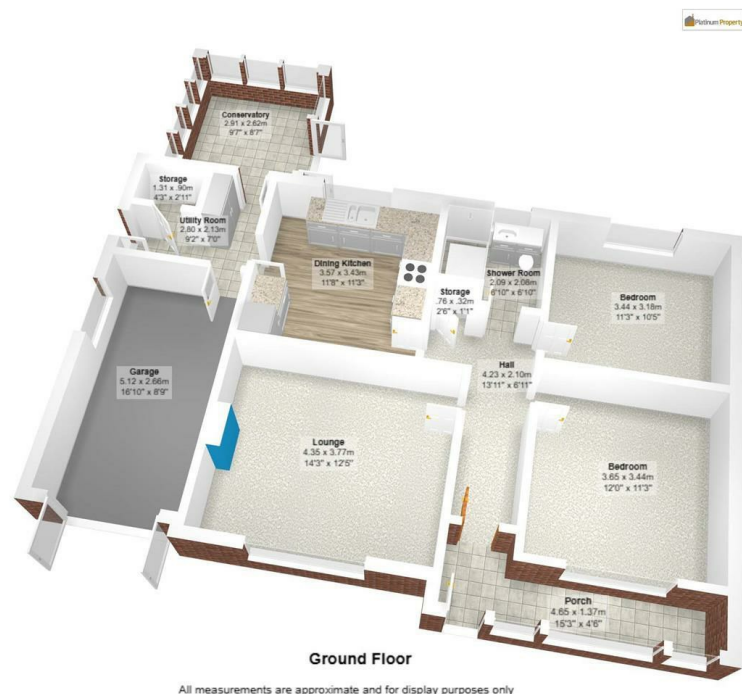 Platinum Property
Conservatory
2.91 x 2.62m
9'7" x 8'7"
Storage
1.31 x .90m
4'3" x 2'11"
Utility Room
2.80 x 2.13m
9'2" x 7'0"
Dining Kitchen
3.57 x 3.43m
11'8" x 11'3"
Storage
.76 x .32m
2'6" x 1'1"
Shower Room
2.09 x 2.08m
6'10" x 6'10"
Bedroom
3.44 x 3.18m
11'3" x 10'5"
Garage
5.12 x 2.66m
16'10" x 8'9"
Hall
4.23 x 2.10m
13'11" x 6'11"
Lounge
4.35 x 3.77m
14'3" x 12'5"
Bedroom
3.65 x 3.44m
12'0" x 11'3"
Porch
4.65 x 1.37m
15'3" x 4'6"
Ground Floor
All measurements are approximate and for display purposes only